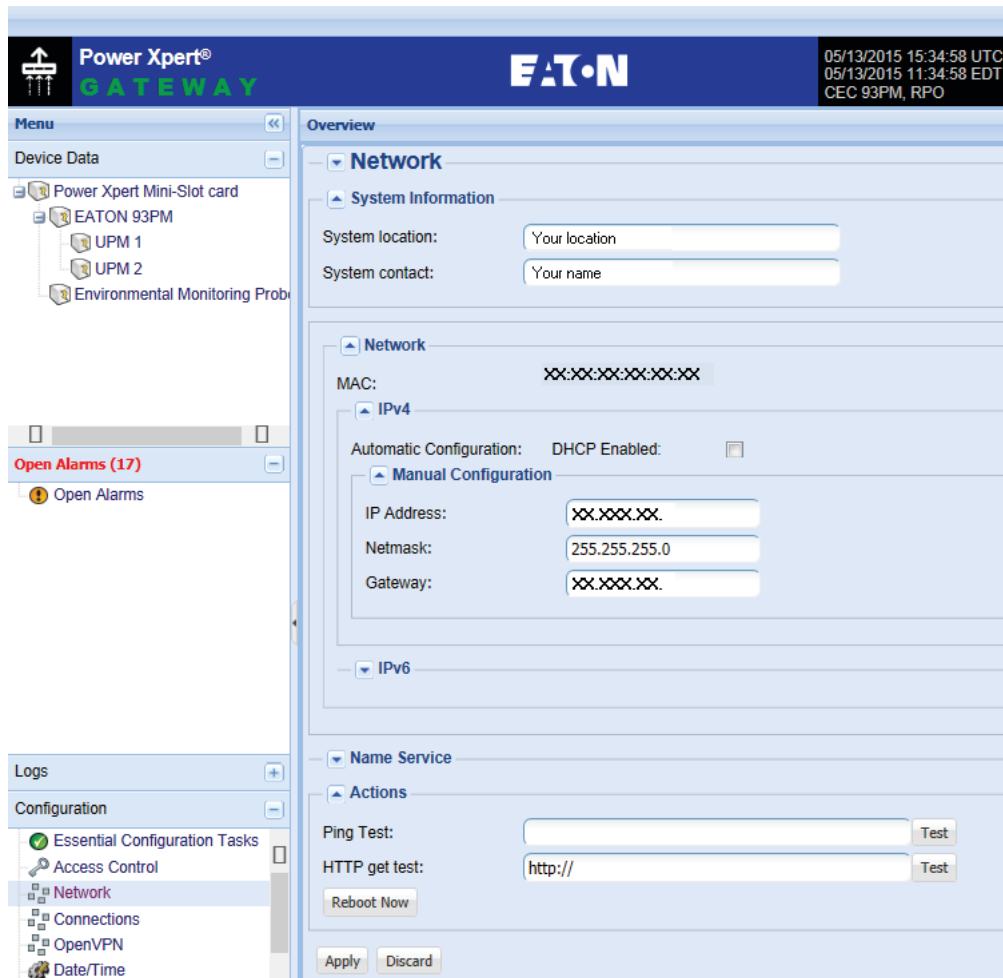 Power Xpert®
GATEWAY
EATON
05/13/2015 15:34:58 UTC
05/13/2015 11:34:58 EDT
CEC 93PM, RPO
Menu
Device Data
Power Xpert Mini-Slot card
EATON 93PM
UPM 1
UPM 2
Environmental Monitoring Prob
Open Alarms (17)
Open Alarms
Logs
Configuration
Essential Configuration Tasks
Access Control
Network
Connections
OpenVPN
Date/Time
Overview
Network
System Information
System location: Your location
System contact: Your name
Network
MAC: XX:XX:XX:XX:XX:XX
IPv4
Automatic Configuration: DHCP Enabled:
Manual Configuration
IP Address: XX.XXX.XX.
Netmask: 255.255.255.0
Gateway: XX.XXX.XX.
IPv6
Name Service
Actions
Ping Test: Test
HTTP get test: http:// Test
Reboot Now
Apply Discard